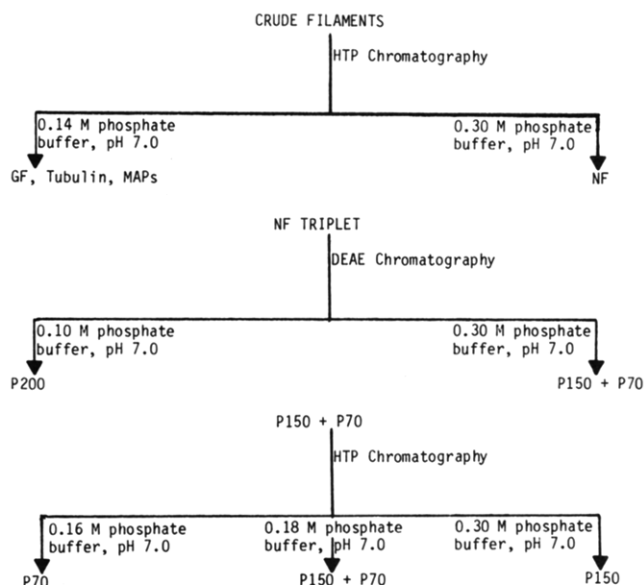 CRUDE FILAMENTS
HTP Chromatography
0.14 M phosphate
buffer, pH 7.0
0.30 M phosphate
buffer, pH 7.0
GF, Tubulin, MAPs
NF
NF TRIPLET
DEAE Chromatography
0.10 M phosphate
buffer, pH 7.0
0.30 M phosphate
buffer, pH 7.0
P200
P150 + P70
P150 + P70
HTP Chromatography
0.16 M phosphate
buffer, pH 7.0
0.18 M phosphate
buffer, pH 7.0
0.30 M phosphate
buffer, pH 7.0
P70
P150 + P70
P150